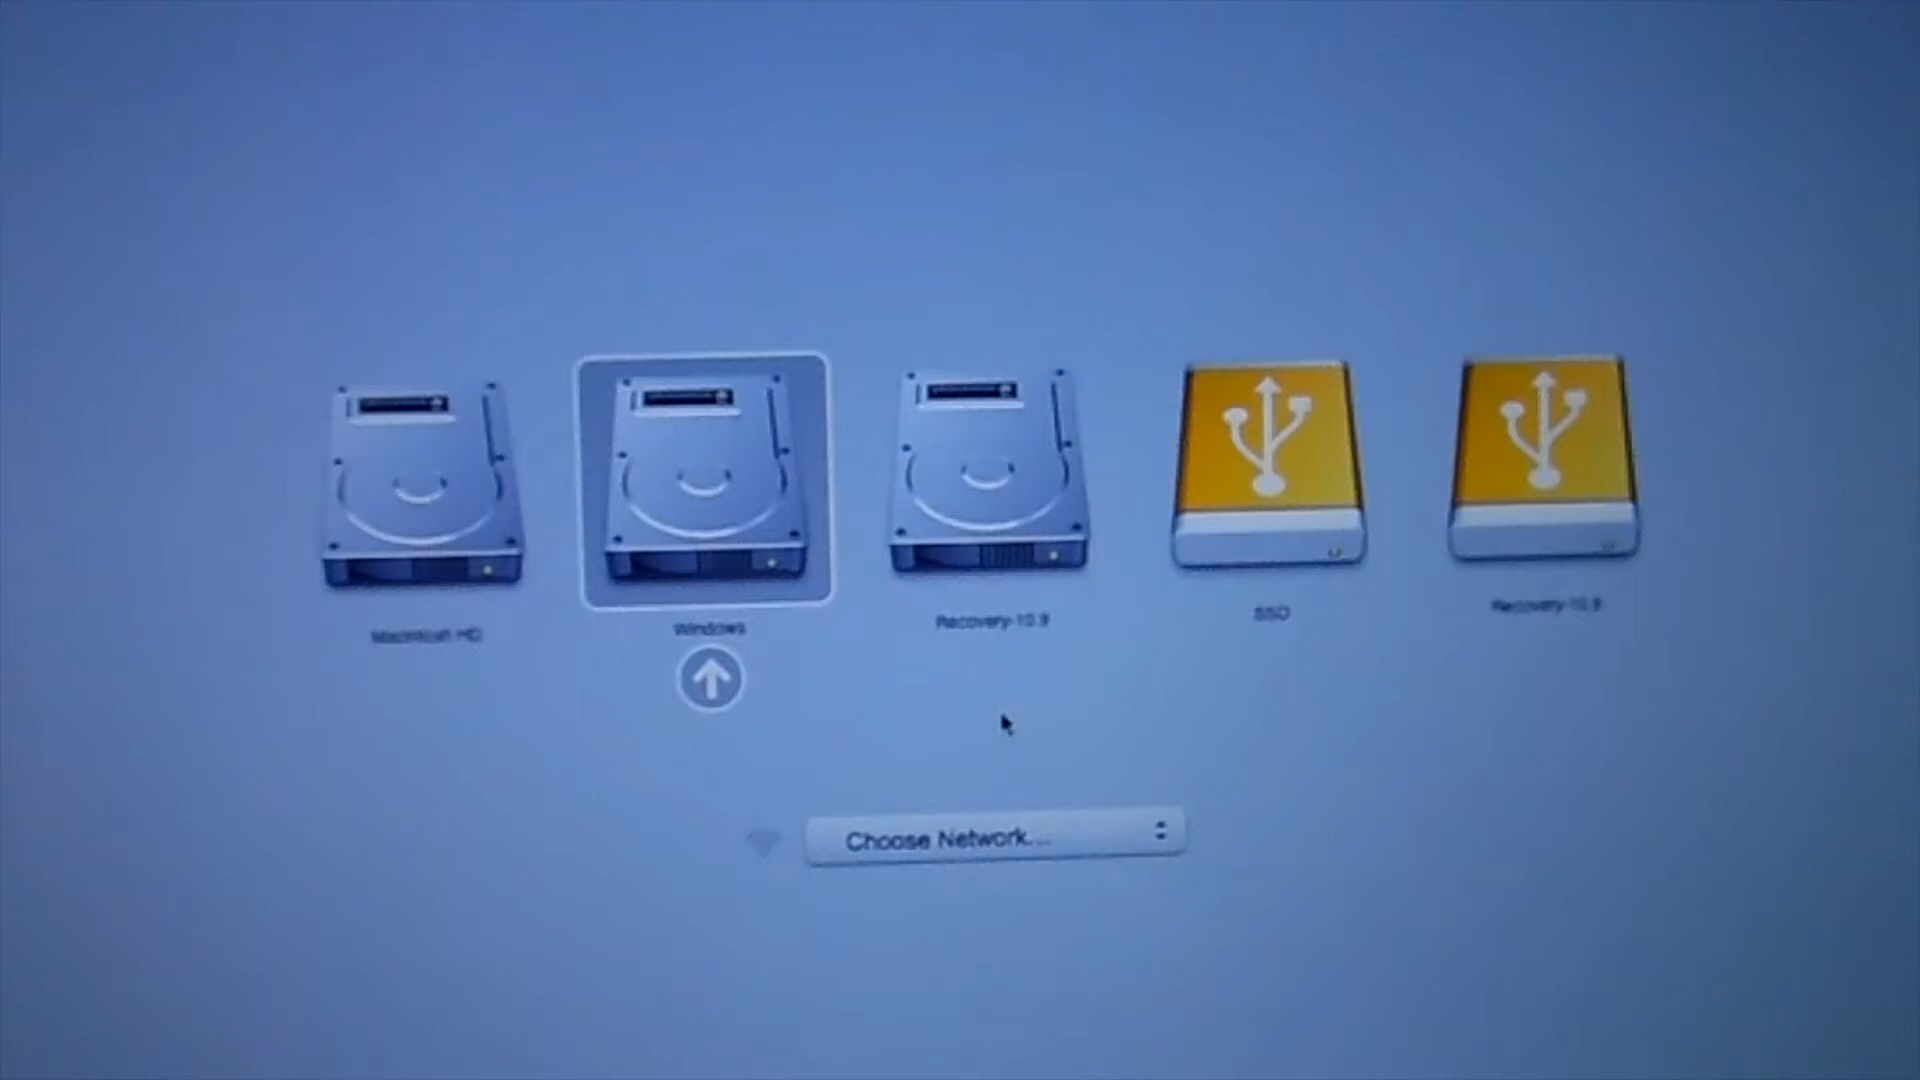 Macintosh HD
Windows
Recovery-10.9
SSD
Recovery-10.9
Choose Network...